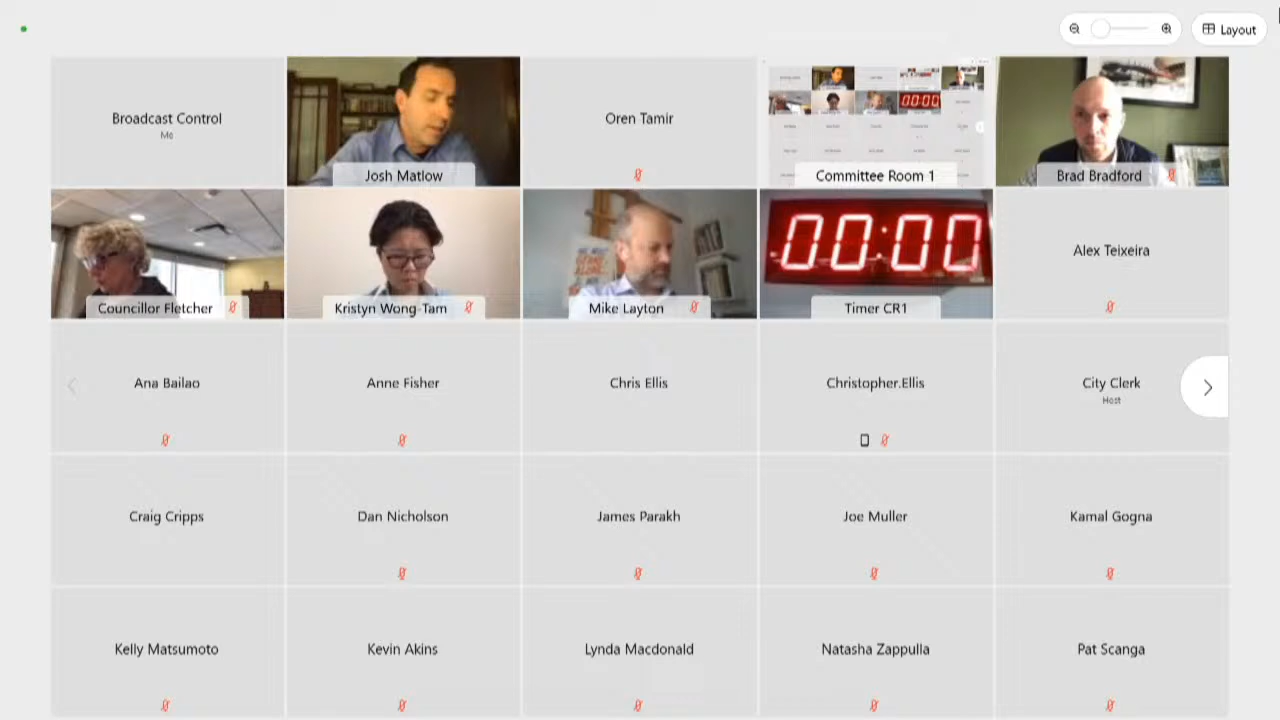 Layout
Broadcast Control
Me
Josh Matlow
Oren Tamir
Committee Room 1
Brad Bradford
Councillor Fletcher
Kristyn Wong-Tam
Mike Layton
00:00
Timer CR1
Alex Teixeira
Ana Bailao
Anne Fisher
Chris Ellis
Christopher.Ellis
City Clerk
Host
Craig Cripps
Dan Nicholson
James Parakh
Joe Muller
Kamal Gogna
Kelly Matsumoto
Kevin Akins
Lynda Macdonald
Natasha Zappulla
Pat Scanga